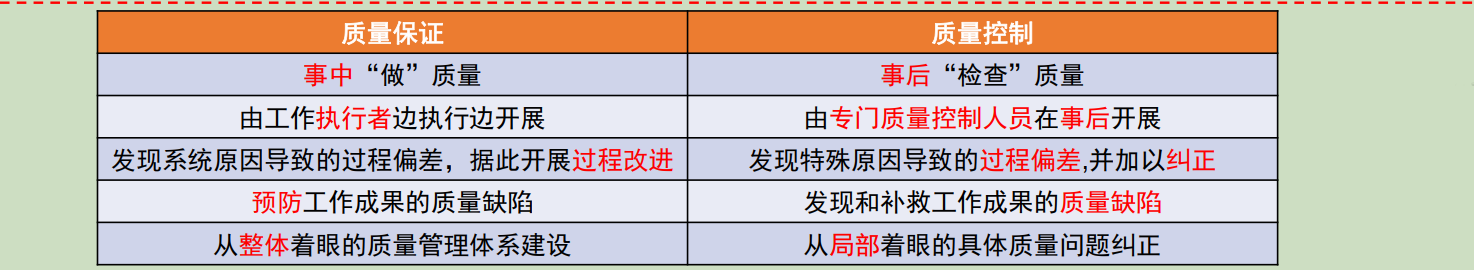 质量保证 质量控制
事中“做”质量 事后“检查”质量
由工作执行者边执行边开展 由专门质量控制人员在事后开展
发现系统原因导致的过程偏差，据此开展过程改进 发现特殊原因导致的过程偏差,并加以纠正
预防工作成果的质量缺陷 发现和补救工作成果的质量缺陷
从整体着眼的质量管理体系建设 从局部着眼的具体质量问题纠正